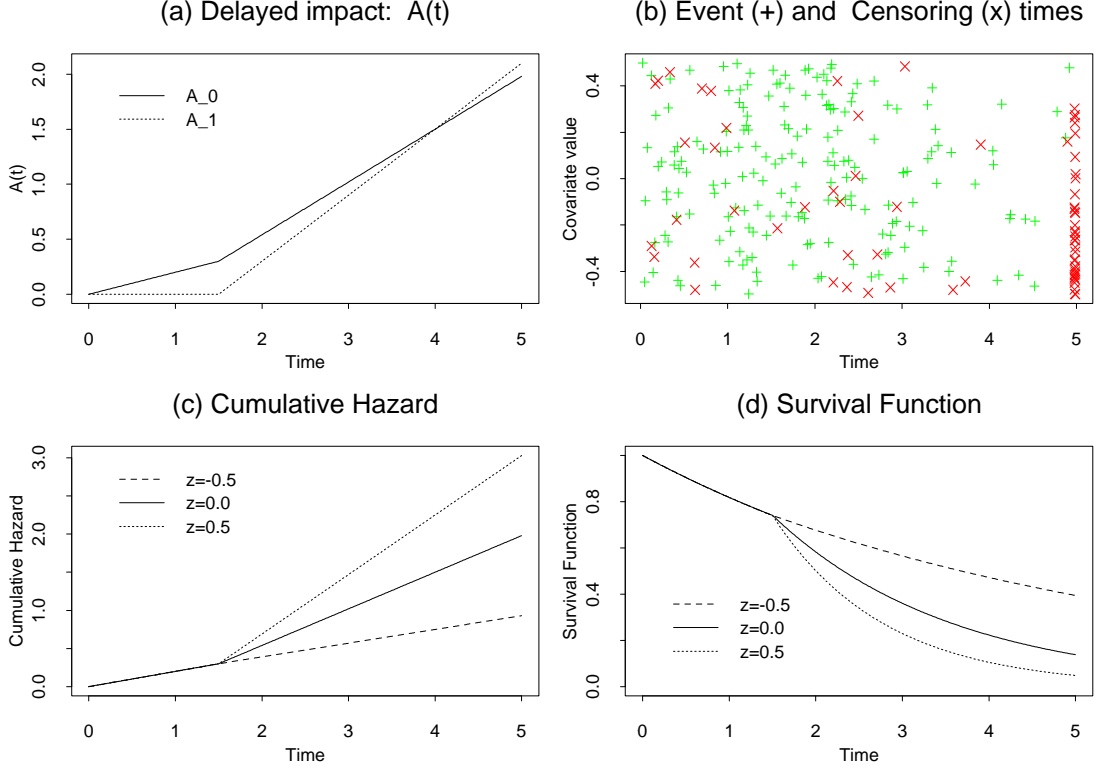 (a) Delayed impact: A(t)
A(t)
2.0
1.5
1.0
0.5
0.0
A_0
A_1
0 1 2 3 4 5
Time
(b) Event (+) and Censoring (x) times
Covariate value
0.4
0.0
-0.4
0 1 2 3 4 5
Time
(c) Cumulative Hazard
Cumulative Hazard
3.0
2.0
1.0
0.0
z=-0.5
z=0.0
z=0.5
0 1 2 3 4 5
Time
(d) Survival Function
Survival Function
0.8
0.4
0.0
z=-0.5
z=0.0
z=0.5
0 1 2 3 4 5
Time